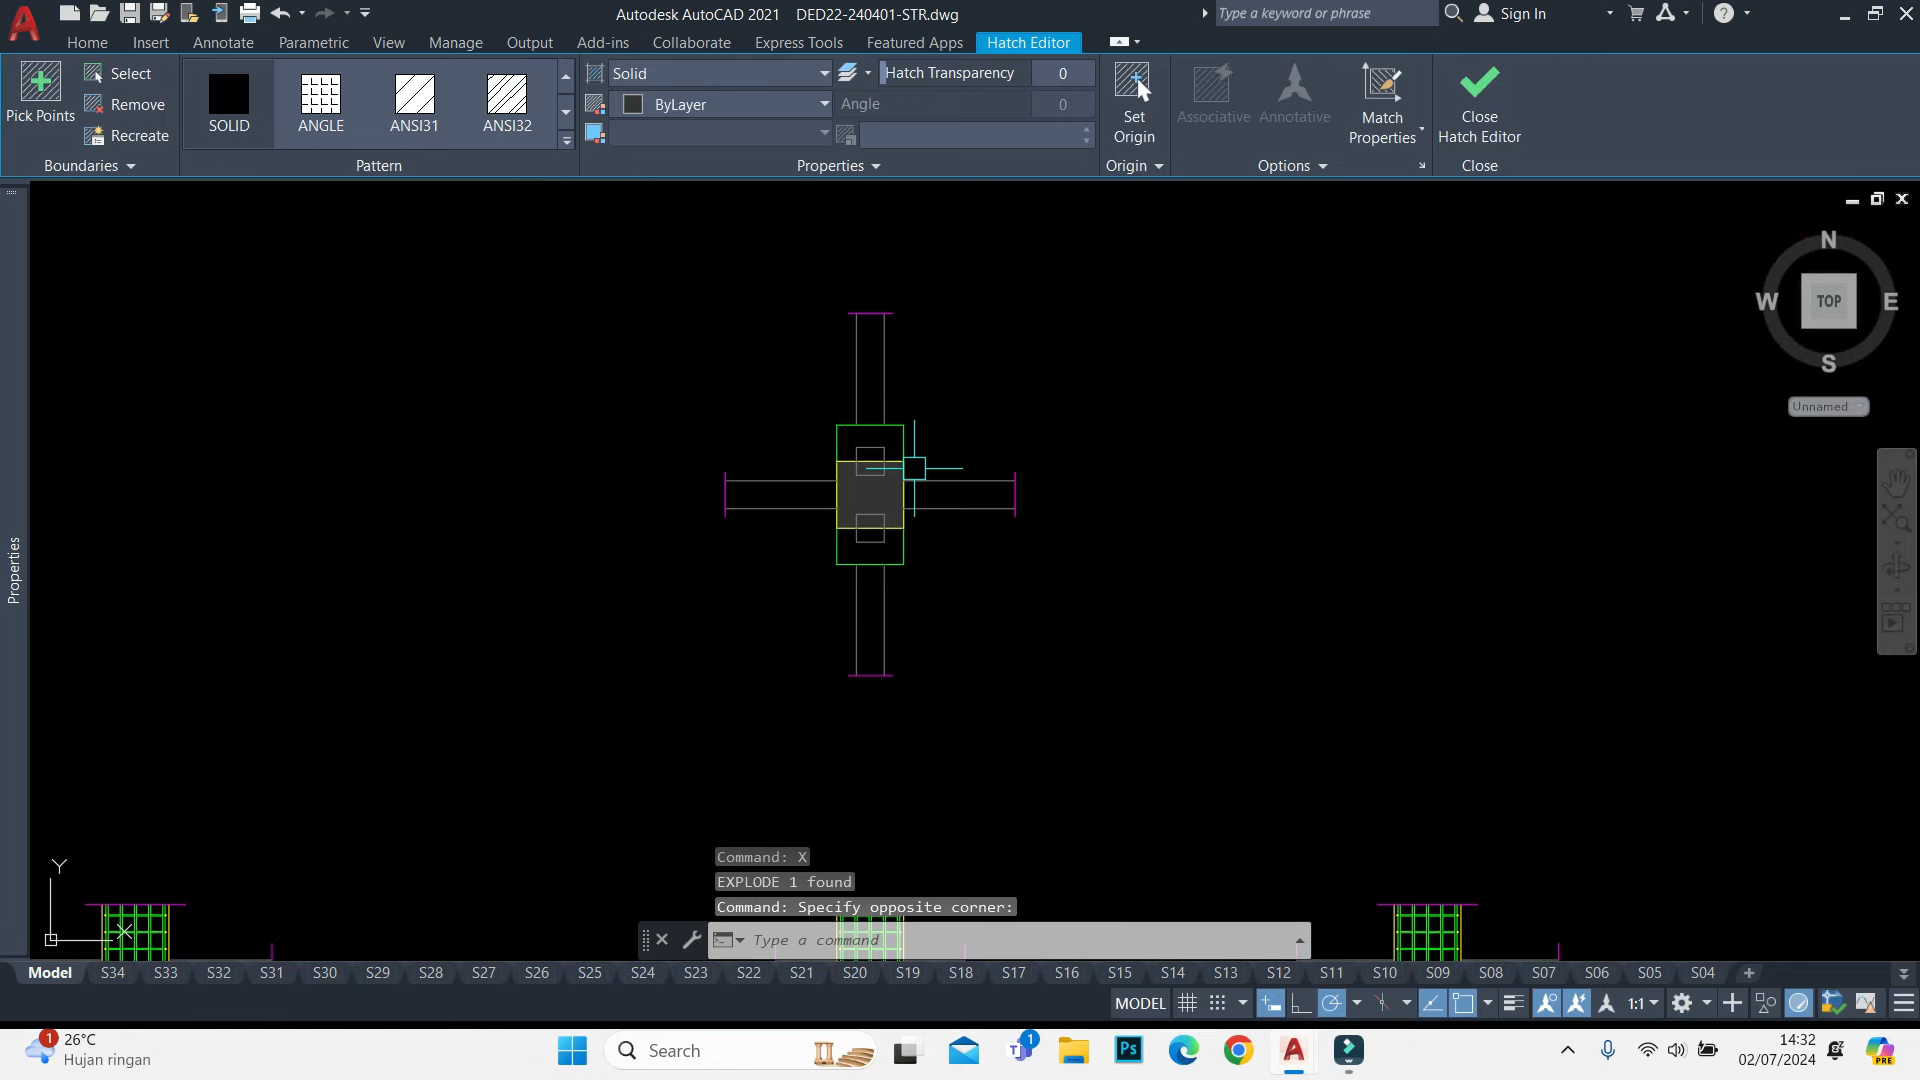 Autodesk AutoCAD 2021 DED22-240401-STR.dwg
Type a keyword or phrase
Sign In
Home Insert Annotate Parametric View Manage Output Add-ins Collaborate Express Tools Featured Apps Hatch Editor
Pick Points
Select
Remove
Recreate
Boundaries
SOLID
ANGLE
ANSI31
ANSI32
Pattern
Solid
ByLayer
Hatch Transparency 0
Angle 0
Properties
Set
Origin
Origin
Associative
Annotative
Match
Properties
Options
Close
Hatch Editor
Close
Properties
N
W
TOP
E
S
Unnamed
Y
X
Command: X
EXPLODE 1 found
Command: Specify opposite corner:
Type a command
Model S34 S33 S32 S31 S30 S29 S28 S27 S26 S25 S24 S23 S22 S21 S20 S19 S18 S17 S16 S15 S14 S13 S12 S11 S10 S09 S08 S07 S06 S05 S04
MODEL
1:1
1
26°C
Hujan ringan
Search
1
Ps
14:32
02/07/2024
PRE